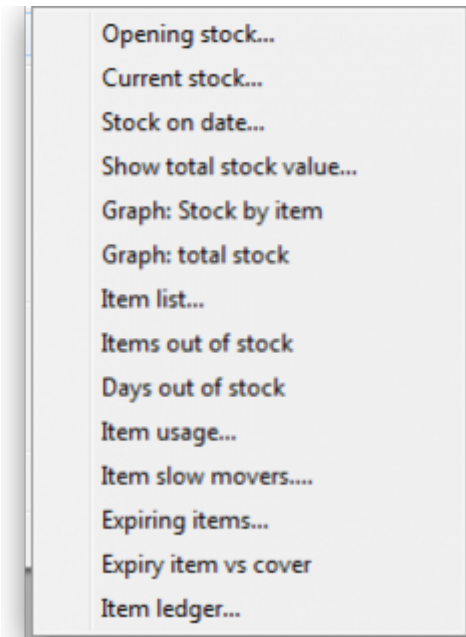 Opening stock...
Current stock...
Stock on date...
Show total stock value...
Graph: Stock by item
Graph: total stock
Item list...
Items out of stock
Days out of stock
Item usage...
Item slow movers....
Expiring items...
Expiry item vs cover
Item ledger...